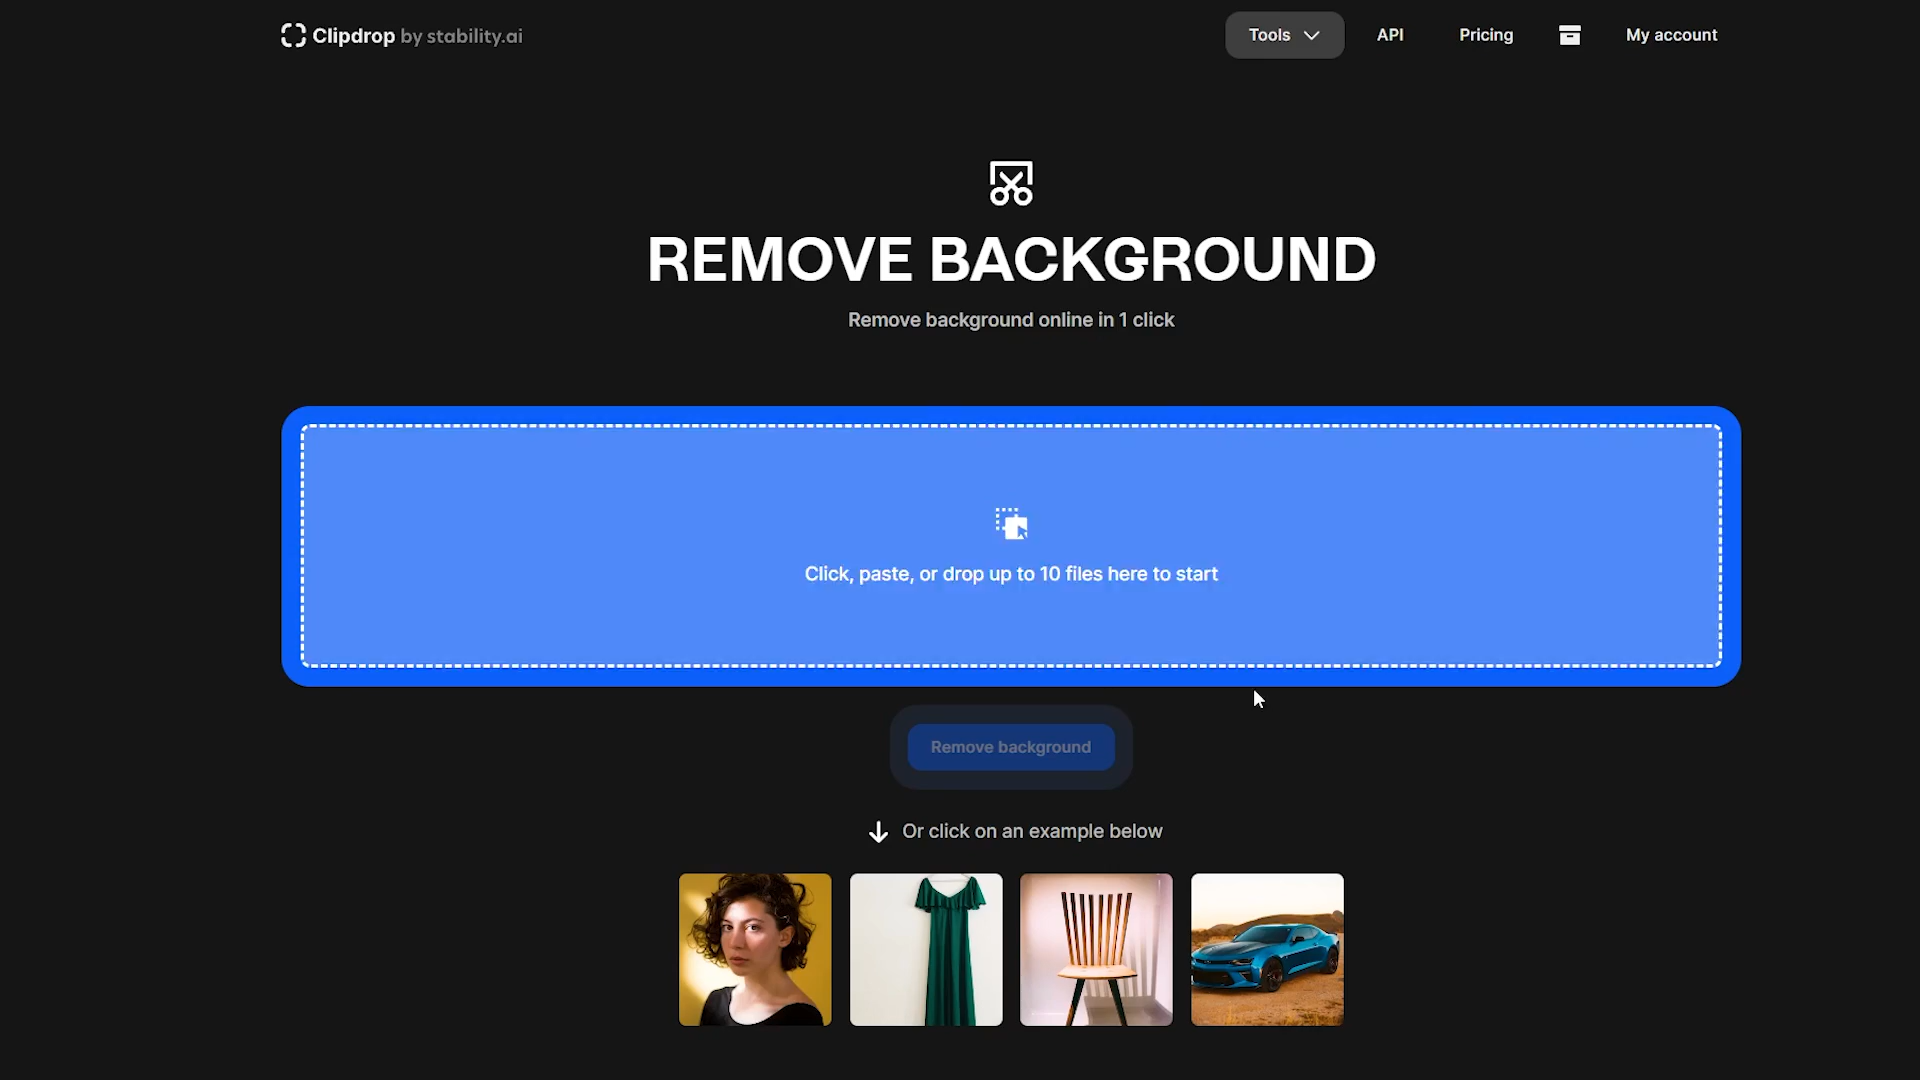 Clipdrop by stability.ai
Tools
API
Pricing
My account
REMOVE BACKGROUND
Remove background online in 1 click
Click, paste, or drop up to 10 files here to start
Remove background
Or click on an example below